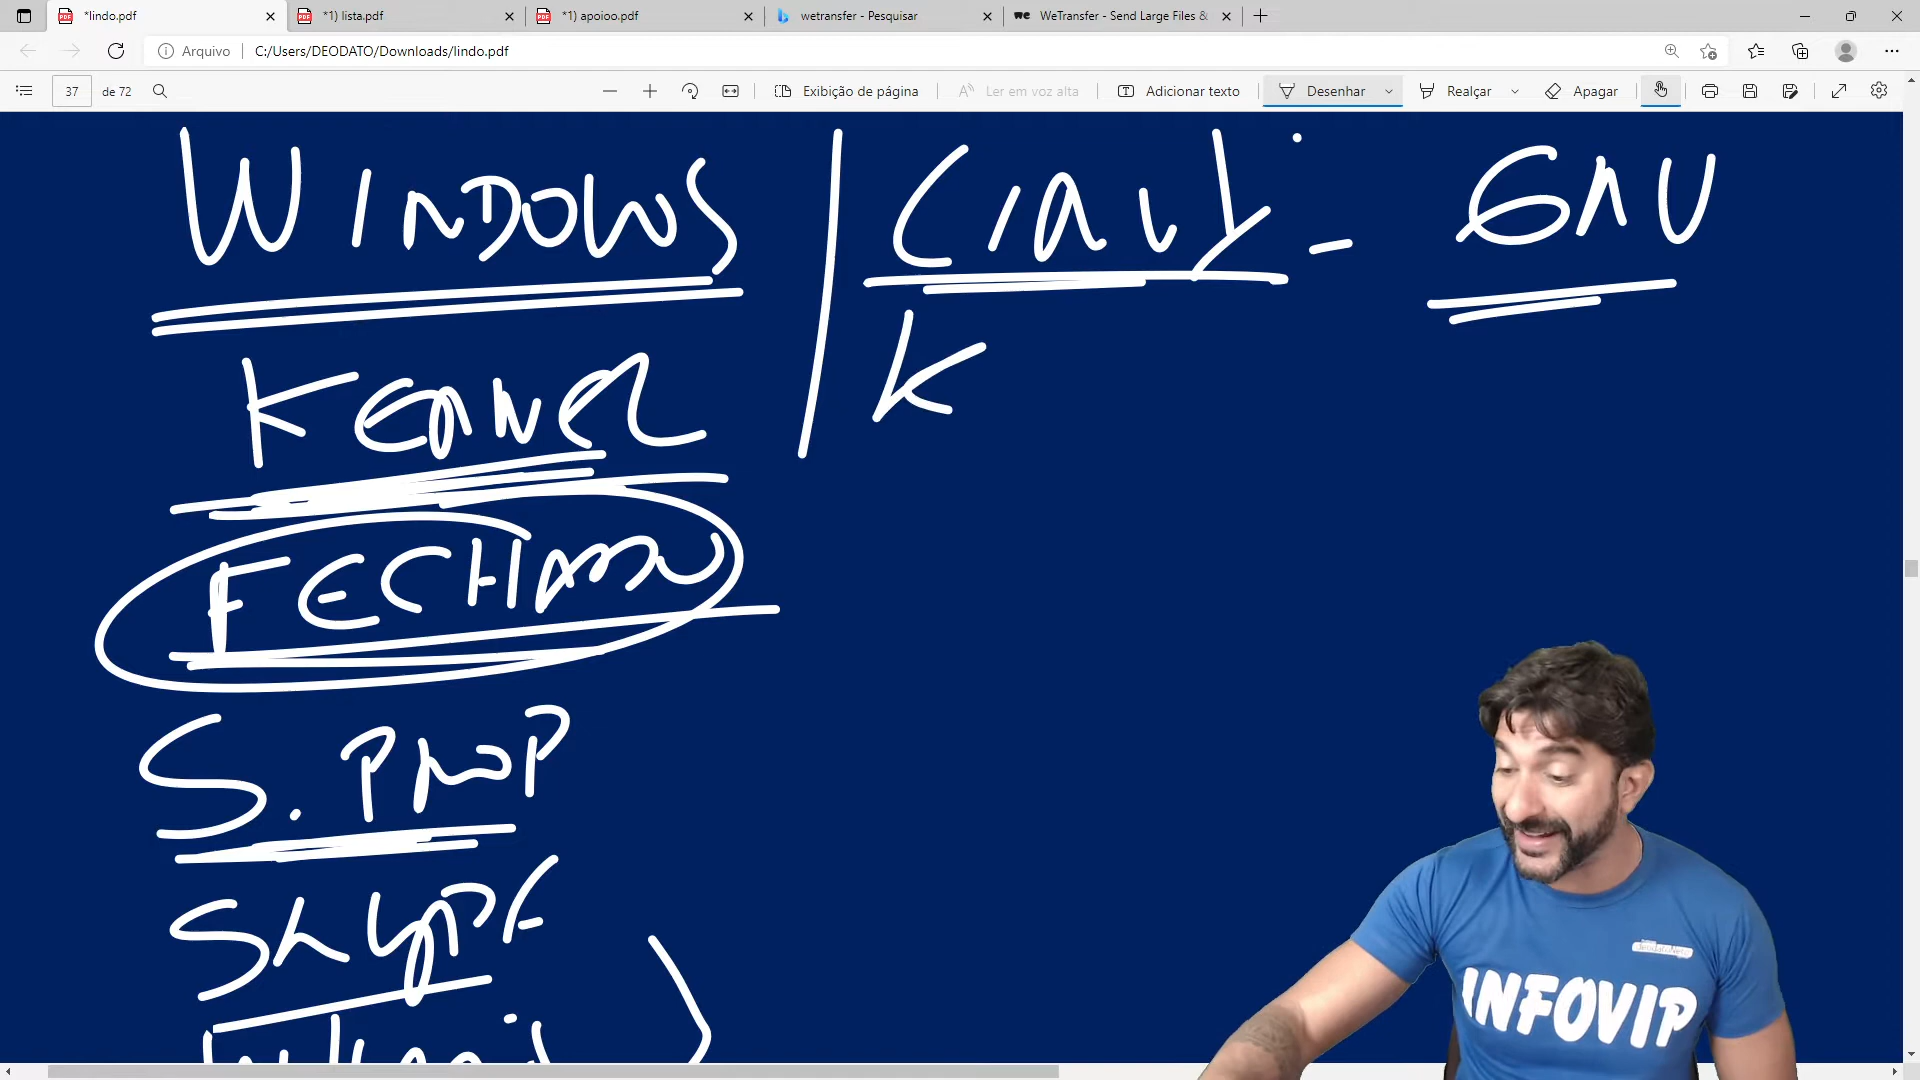 *lindo.pdf
*1) lista.pdf
*1) apoioo.pdf
wetransfer - Pesquisar
WeTransfer - Send Large Files &
Arquivo
C:/Users/DEODATO/Downloads/lindo.pdf
37 de 72
Exibição de página
Ler em voz alta
Adicionar texto
Desenhar
Realçar
Apagar
WINDOWS
- GNU
KERNEL
K
FECHADO
S. PROP
SKYPE
INFOVIP